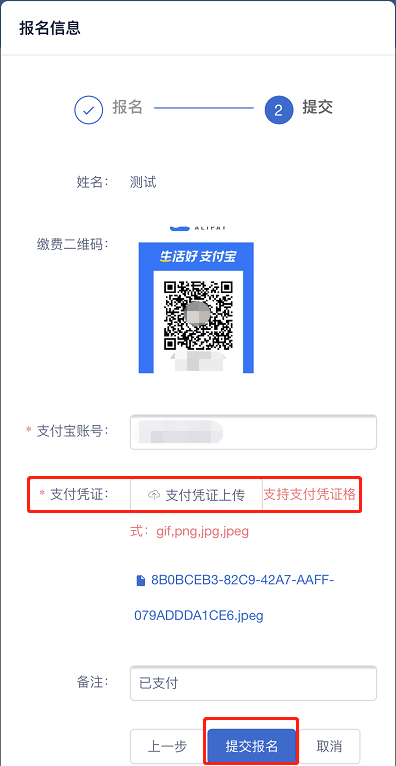 报名信息
报名
2
提交
姓名：
测试
缴费二维码：
ALIPAY
生活好 支付宝
* 支付宝账号：
* 支付凭证：
支付凭证上传
支持支付凭证格
式：gif,png,jpg,jpeg
8B0BCEB3-82C9-42A7-AAFF-
079ADDDA1CE6.jpeg
备注：
已支付
上一步
提交报名
取消